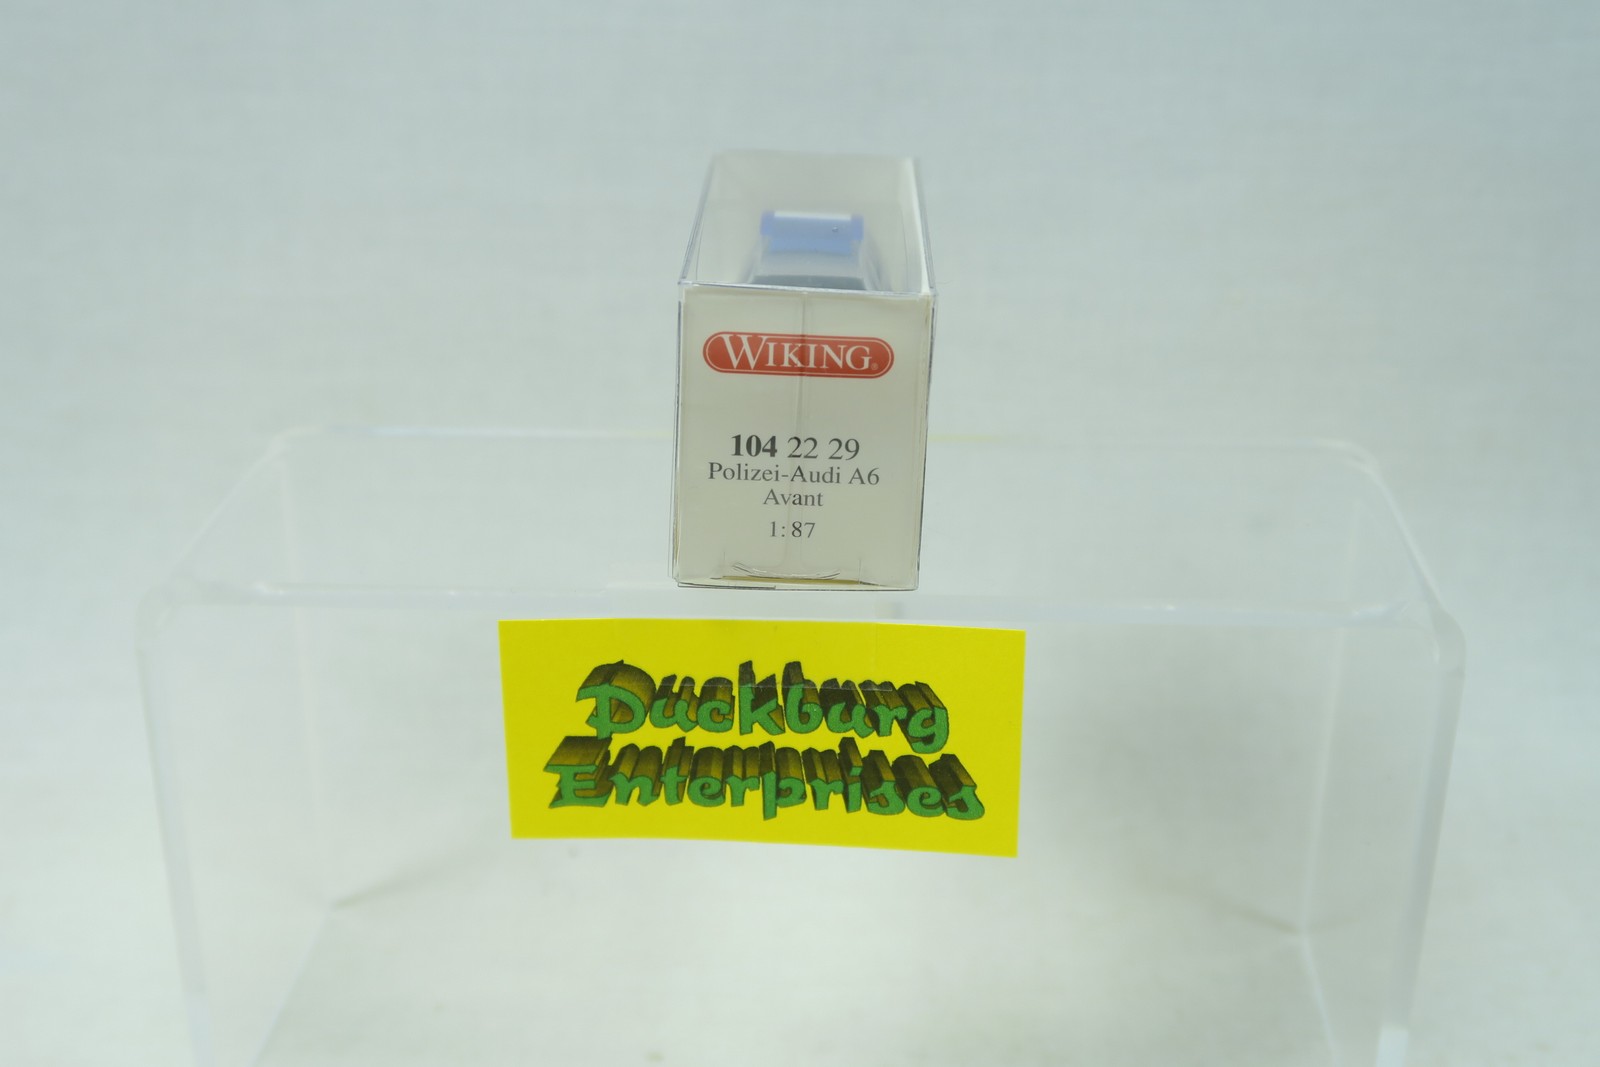 WIKING®
104 22 29
Polizei-Audi A6
Avant
1:87
Duckburg
Enterprises